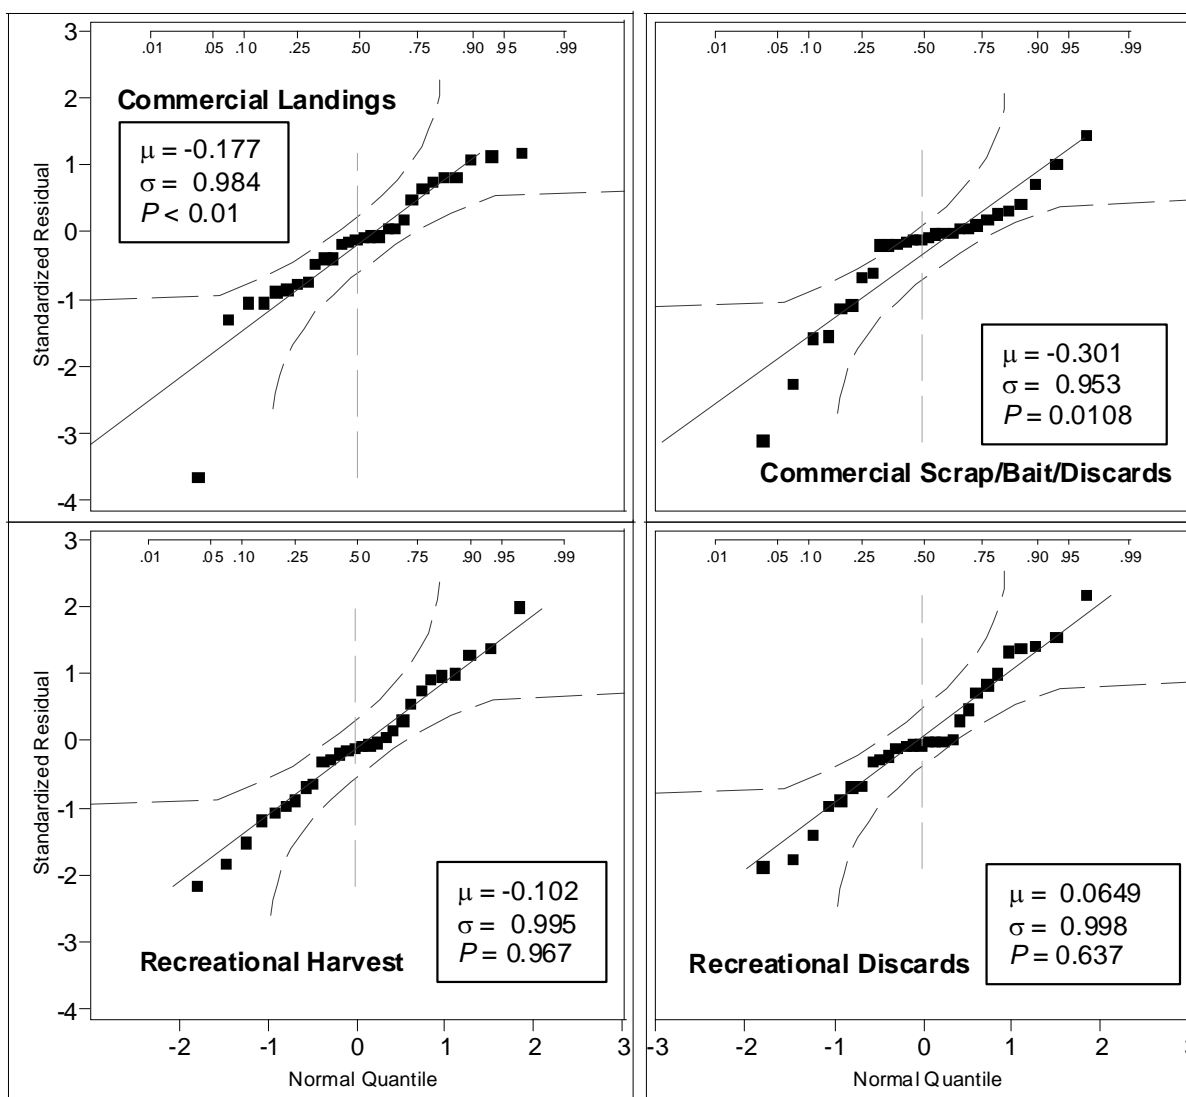 .01 .05 .10 .25 .50 .75 .90 .95 .99
3
2
1
0
-1
-2
-3
-4
Standardized Residual
Commercial Landings
μ = -0.177
σ = 0.984
P < 0.01
.01 .05 .10 .25 .50 .75 .90 .95 .99
μ = -0.301
σ = 0.953
P = 0.0108
Commercial Scrap/Bait/Discards
.01 .05 .10 .25 .50 .75 .90 .95 .99
3
2
1
0
-1
-2
-3
-4
Standardized Residual
μ = -0.102
σ = 0.995
P = 0.967
Recreational Harvest
-2 -1 0 1 2 3
Normal Quantile
.01 .05 .10 .25 .50 .75 .90 .95 .99
μ = 0.0649
σ = 0.998
P = 0.637
Recreational Discards
-3 -2 -1 0 1 2
Normal Quantile